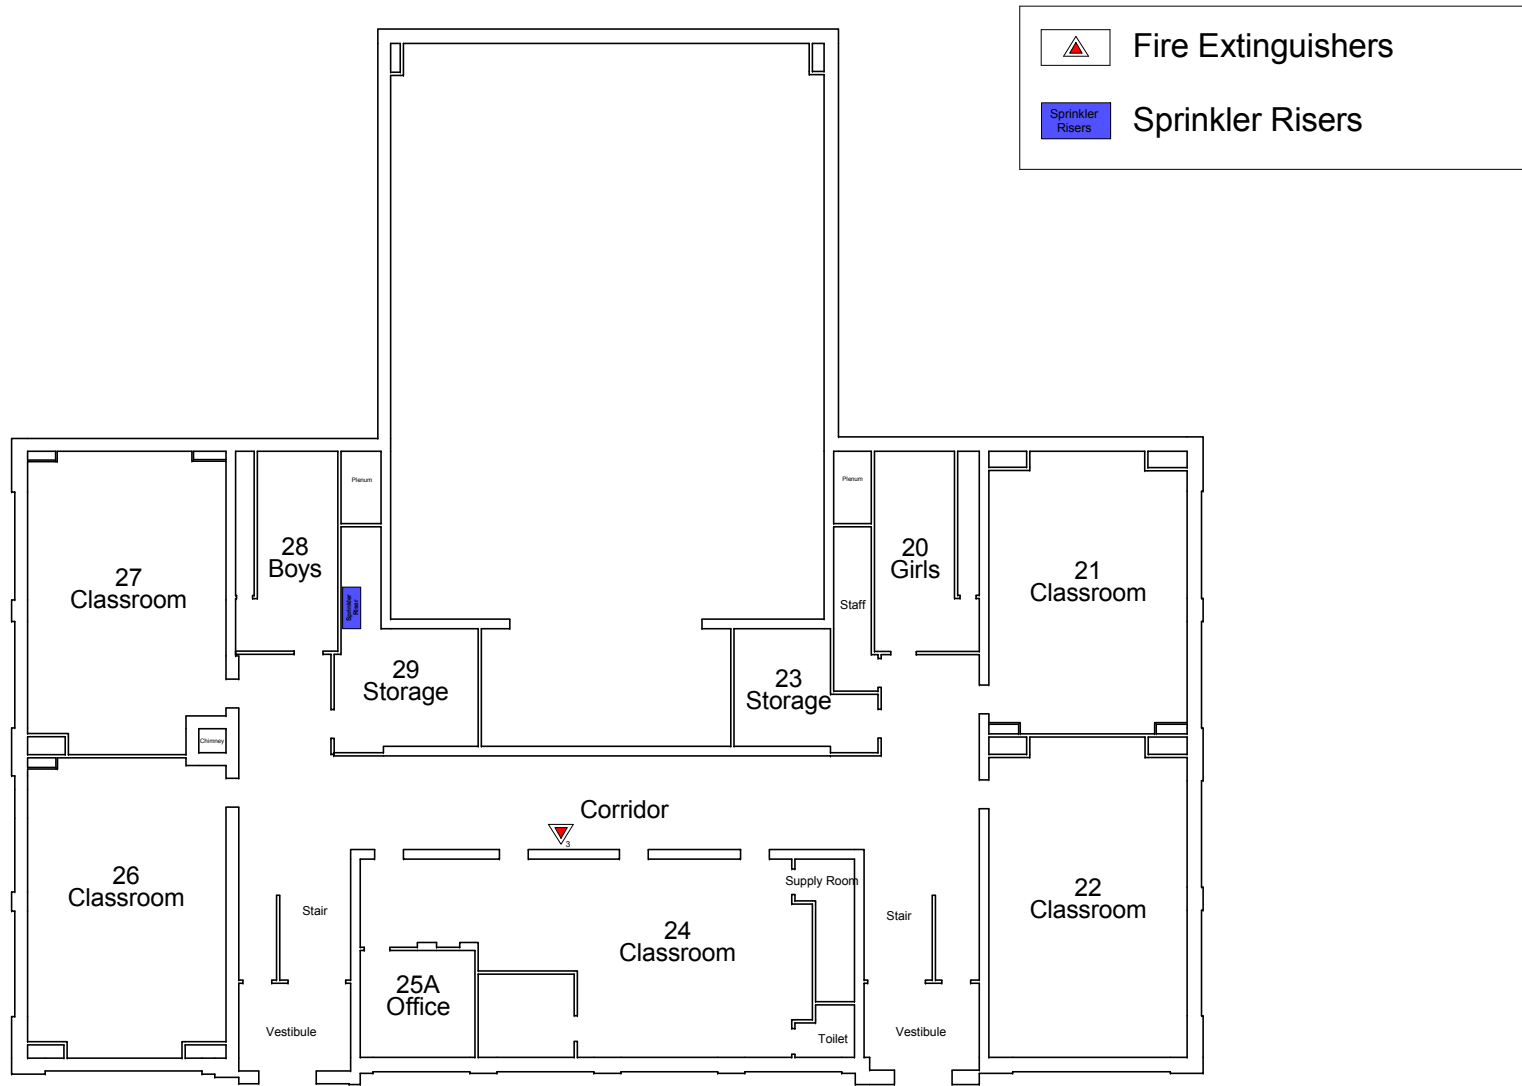 Fire Extinguishers
Sprinkler
Risers
Sprinkler Risers
Plenum
Plenum
28
Boys
20
Girls
27
Classroom
21
Classroom
Sprinkler
Riser
Staff
29
Storage
23
Storage
Chimney
Corridor
3
26
Classroom
Supply Room
22
Classroom
Stair
Stair
24
Classroom
25A
Office
Vestibule
Toilet
Vestibule